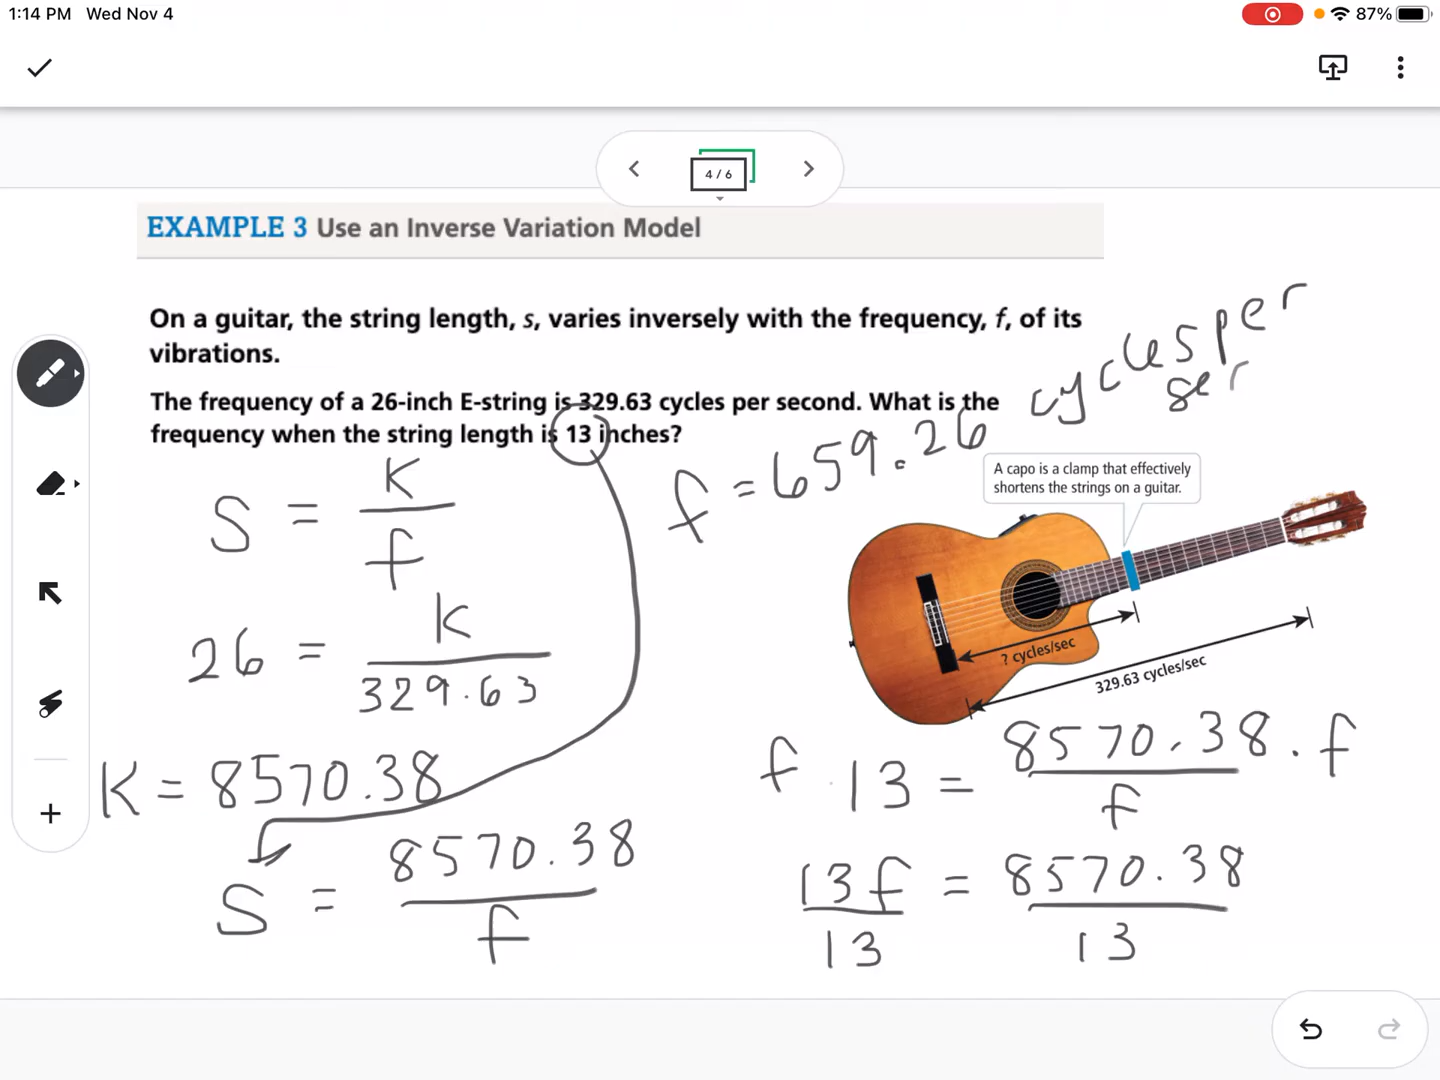 1:14 PM Wed Nov 4
87%
4 / 6
EXAMPLE 3 Use an Inverse Variation Model
On a guitar, the string length, s, varies inversely with the frequency, f, of its
vibrations.
The frequency of a 26-inch E-string is 329.63 cycles per second. What is the
frequency when the string length is 13 inches?
cycles per
ser
f = 659.26
S = K
f
26 = K
329.63
K = 8570.38
S = 8570.38
f
A capo is a clamp that effectively
shortens the strings on a guitar.
? cycles/sec
329.63 cycles/sec
f · 13 = 8570.38 · f
f
13f = 8570.38
13 13